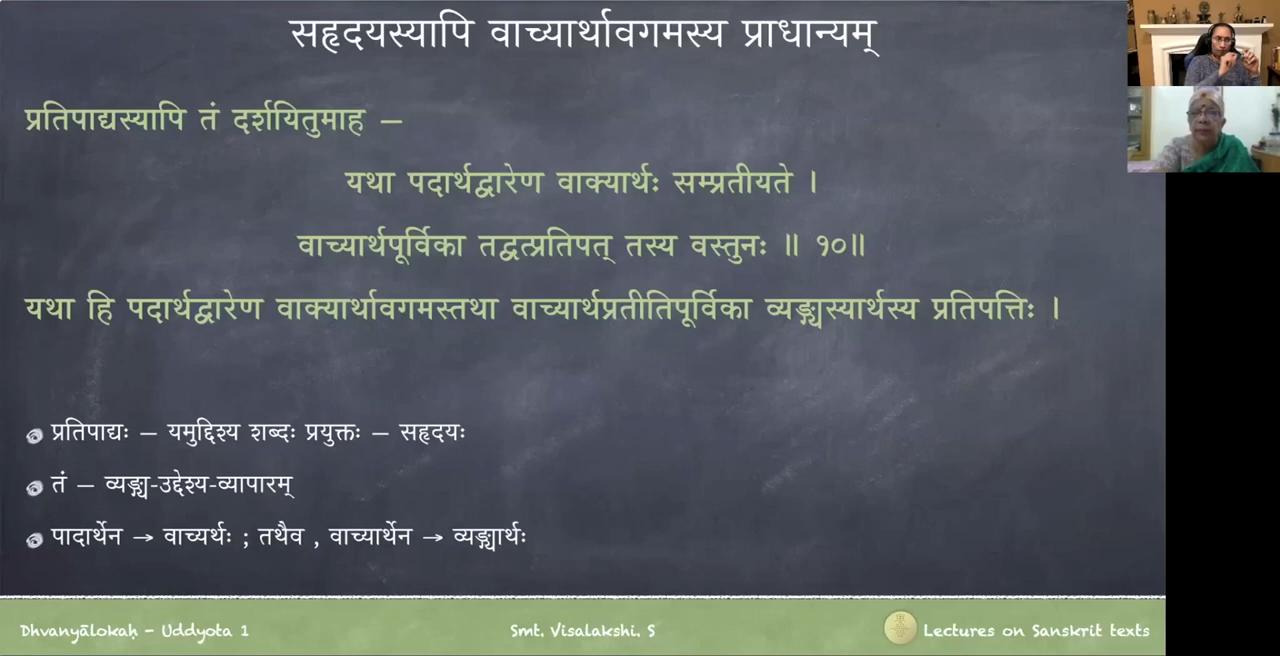 सहृदयस्यापि वाच्यार्थावगमस्य प्राधान्यम्
प्रतिपाद्यस्यापि तं दर्शयितुमाह –
यथा पदार्थद्वारेण वाक्यार्थः सम्प्रतीयते ।
वाच्यार्थपूर्विका तद्वत्प्रतिपत् तस्य वस्तुनः ॥ १०॥
यथा हि पदार्थद्वारेण वाक्यार्थावगमस्तथा वाच्यार्थप्रतीतिपूर्विका व्यङ्ग्यस्यार्थस्य प्रतिपत्तिः ।
प्रतिपाद्यः – यमुद्दिश्य शब्दः प्रयुक्तः – सहृदयः
तं – व्यङ्ग्य-उद्देश्य-व्यापारम्
पादार्थेन → वाच्यर्थः ; तथैव , वाच्यार्थेन → व्यङ्ग्यार्थः
Dhvanyālokaḥ - Uddyota 1
Smt. Visalakshi. S
Lectures on Sanskrit texts